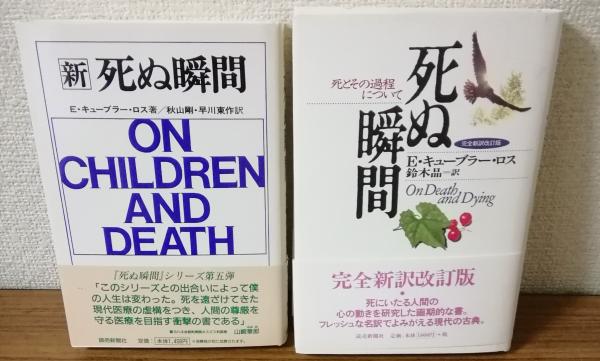 新 死ぬ瞬間
E・キューブラー・ロス著／秋山剛・早川東作訳
ON
CHILDREN
AND
DEATH
『死ぬ瞬間』シリーズ第五弾
「このシリーズとの出合いによって僕
の人生は変わった。死を遠ざけてきた
現代医療の虚構をつき、人間の尊厳を
守る医療を目指す衝撃の書である」
山崎章郎
読売新聞社
定価
死とその過程
について
死ぬ
瞬間
完全新訳改訂版
E・キューブラー・ロス
鈴木晶―訳
On Death
and Dying
完全新訳改訂版
死にいたる人間の
心の動きを研究した画期的な書。
フレッシュな名訳でよみがえる現代の古典。
読売新聞社